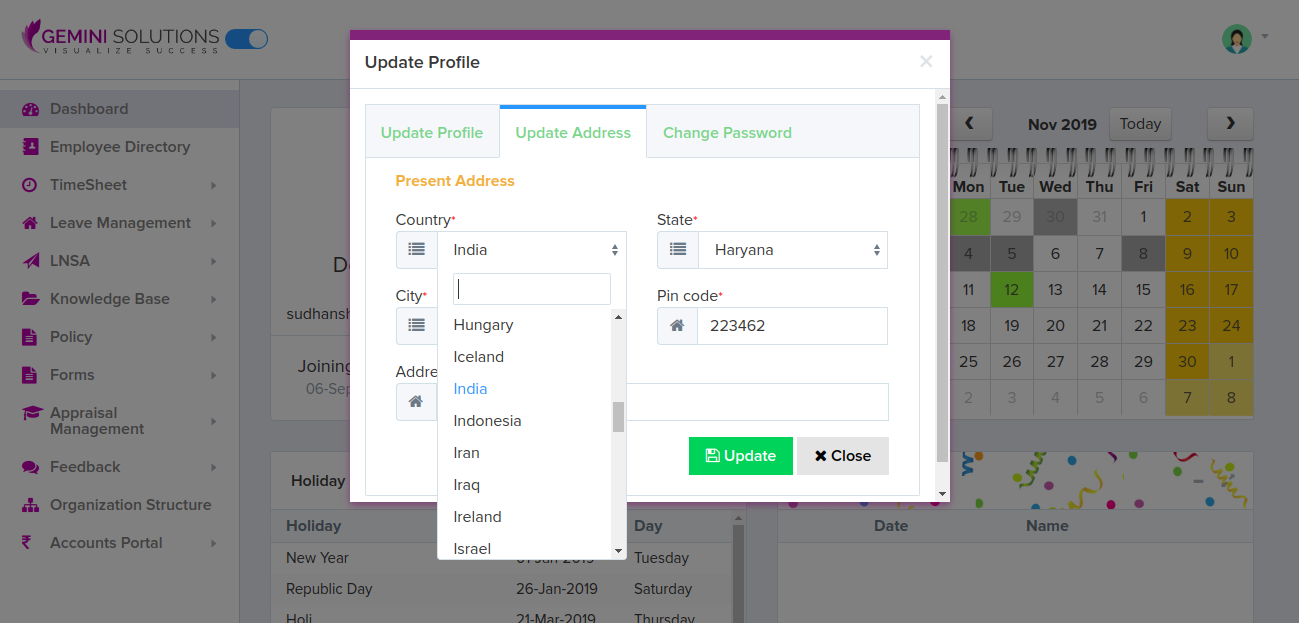 GEMINI SOLUTIONS
VISUALIZE SUCCESS
Dashboard
Employee Directory
TimeSheet
Leave Management
LNSA
Knowledge Base
Policy
Forms
Appraisal
Management
Feedback
Organization Structure
Accounts Portal
Update Profile
×
Update Profile Update Address Change Password
Present Address
Country* State*
India Haryana
City* Pin code*
223462
Hungary
Iceland
India
Indonesia
Iran
Iraq
Ireland
Israel
Addre
Update Close
sudhansh
Joining
06-Sep
Nov 2019 Today
Mon Tue Wed Thu Fri Sat Sun
28 29 30 31 1 2 3
4 5 6 7 8 9 10
11 12 13 14 15 16 17
18 19 20 21 22 23 24
25 26 27 28 29 30 1
2 3 4 5 6 7 8
Holiday
Holiday Day
New Year 01-Jan-2019 Tuesday
Republic Day 26-Jan-2019 Saturday
Holi 21-Mar-2019 Thursday
Date Name